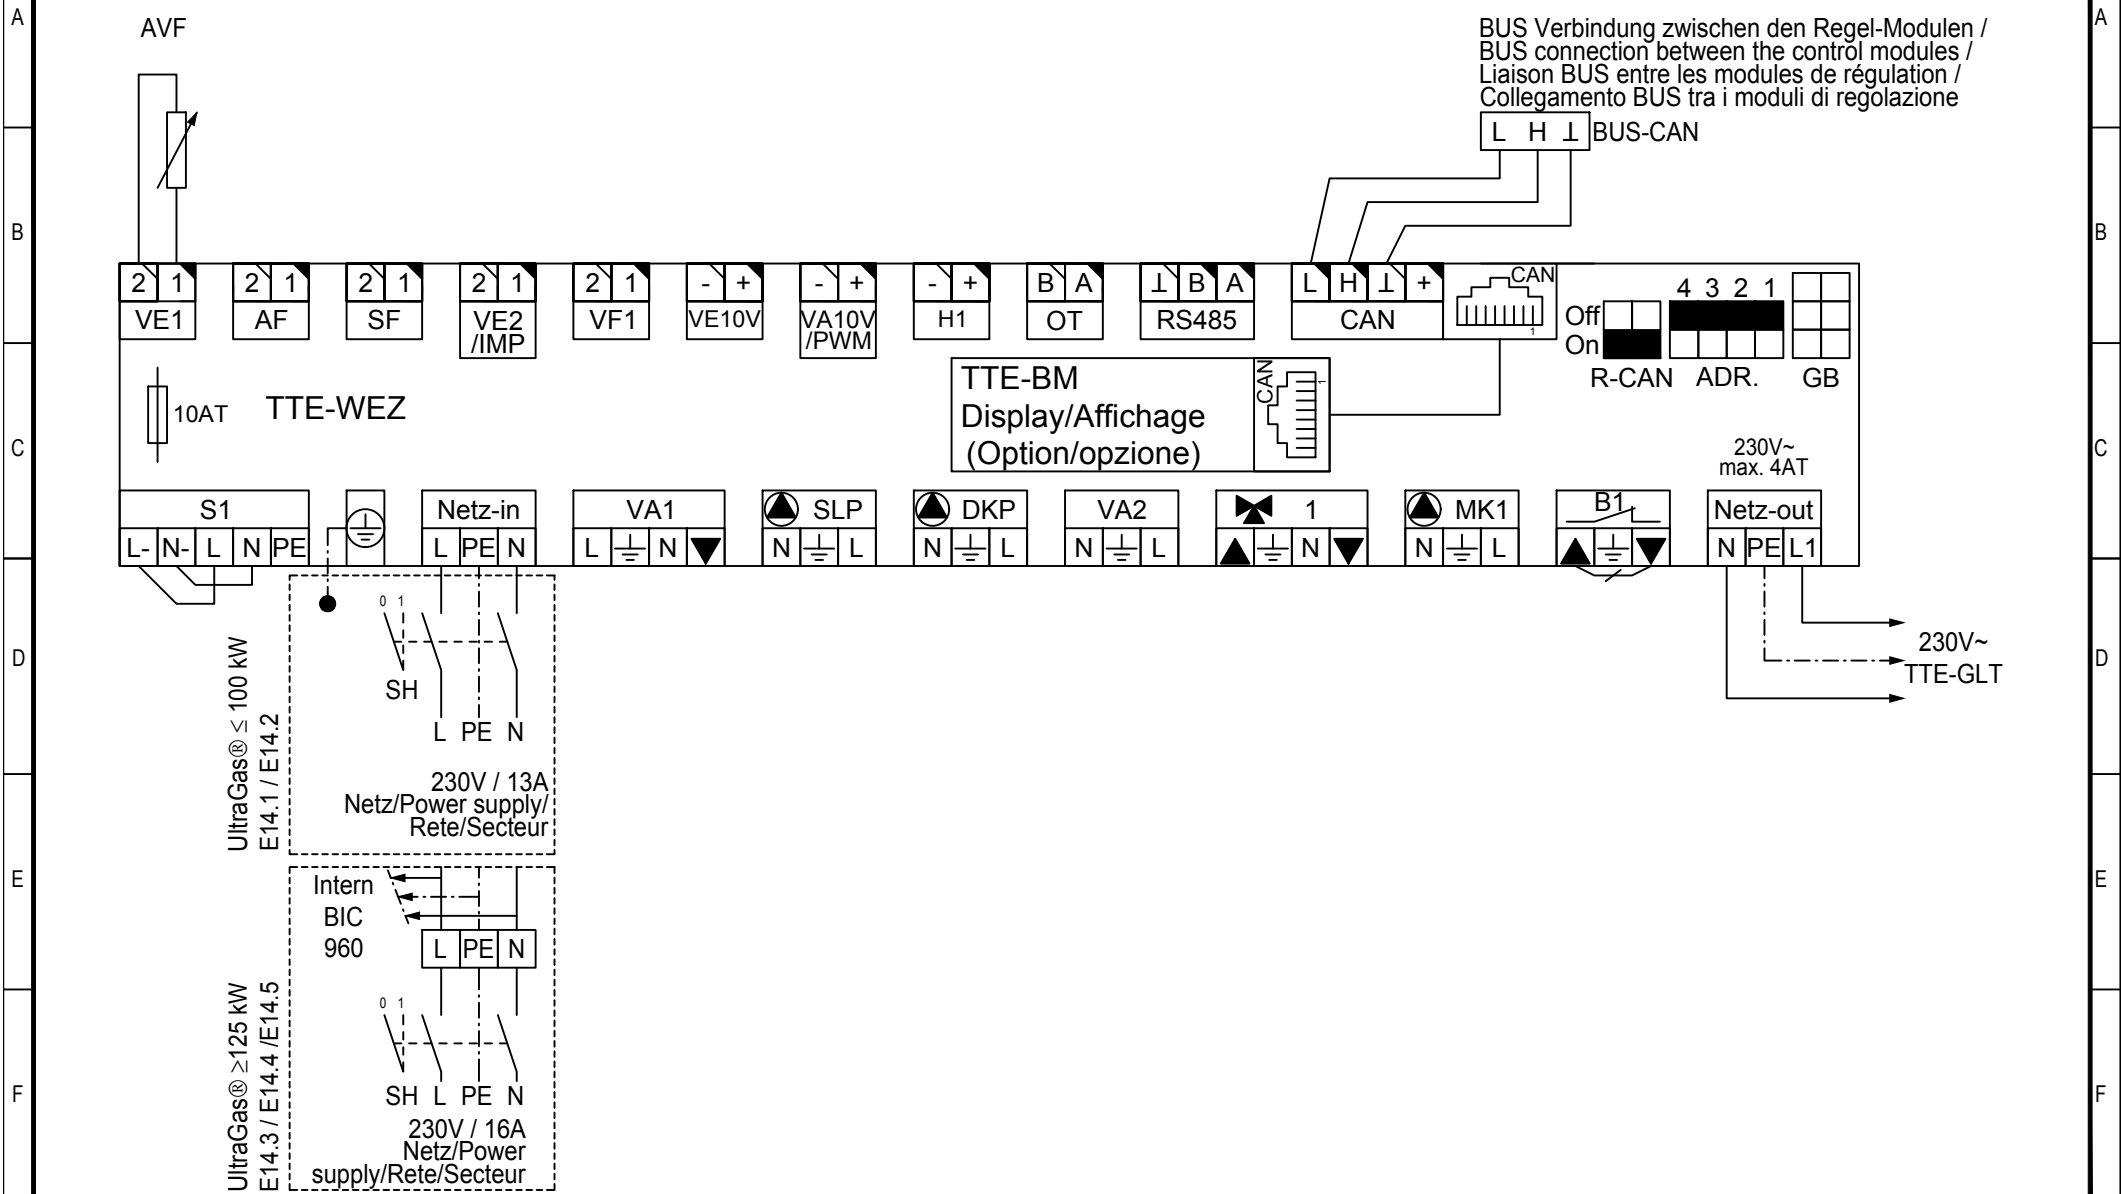 A
A
AVF
BUS Verbindung zwischen den Regel-Modulen /
BUS connection between the control modules /
Liaison BUS entre les modules de régulation /
Collegamento BUS tra i moduli di regolazione
L H ⊥ BUS-CAN
B
B
2 1
VE1
2 1
AF
2 1
SF
2 1
VE2
/IMP
2 1
VF1
- +
VE10V
- +
VA10V
/PWM
- +
H1
B A
OT
⊥ B A
RS485
L H ⊥ +
CAN
CAN
1
Off
On
R-CAN
4 3 2 1
ADR.
GB
10AT
TTE-WEZ
TTE-BM
Display/Affichage
(Option/opzione)
CAN
1
230V~
max. 4AT
C
C
S1
L- N- L N PE
Netz-in
L PE N
VA1
L N
SLP
N L
DKP
N L
VA2
N L
1
N
MK1
N L
B1
Netz-out
N PE L1
D
D
230V~
TTE-GLT
UltraGas® ≤ 100 kW
E14.1 / E14.2
0 1
SH
L PE N
230V / 13A
Netz/Power supply/
Rete/Secteur
E
E
UltraGas® ≥125 kW
E14.3 / E14.4 /E14.5
Intern
BIC
960
L PE N
0 1
SH L PE N
230V / 16A
Netz/Power
supply/Rete/Secteur
F
F